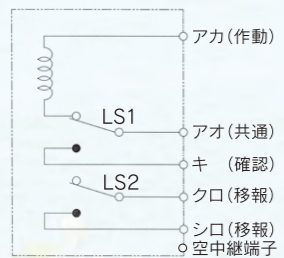 アカ(作動)
LS1
アオ(共通)
キ (確認)
LS2
クロ(移報)
シロ(移報)
空中継端子